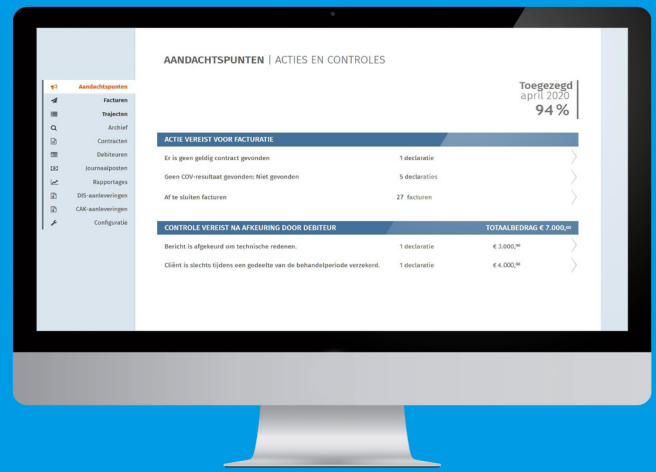 AANDACHTSPUNTEN | ACTIES EN CONTROLES
Toegezegd
april 2020
94%
Aandachtspunten
Facturen
Trajecten
Archief
Contracten
Debiteuren
Journaalposten
Rapportages
DIS-aanleveringen
CAK-aanleveringen
Configuratie
ACTIE VEREIST VOOR FACTURATIE
Er is geen geldig contract gevonden 1 declaratie
Geen COV-resultaat gevonden: Niet gevonden 5 declaraties
Af te sluiten facturen 27 facturen
CONTROLE VEREIST NA AFKEURING DOOR DEBITEUR TOTAALBEDRAG € 7.000,00
Bericht is afgekeurd om technische redenen. 1 declaratie € 3.000,00
Cliënt is slechts tijdens een gedeelte van de behandelperiode verzekerd. 1 declaratie € 4.000,00